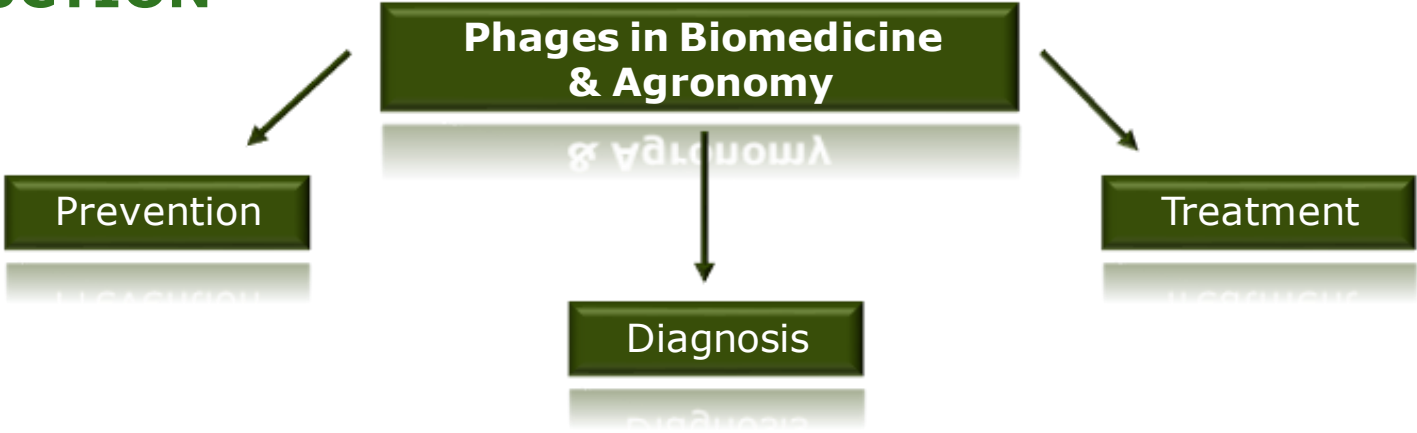 Phages in Biomedicine
& Agronomy
Prevention
Treatment
Diagnosis